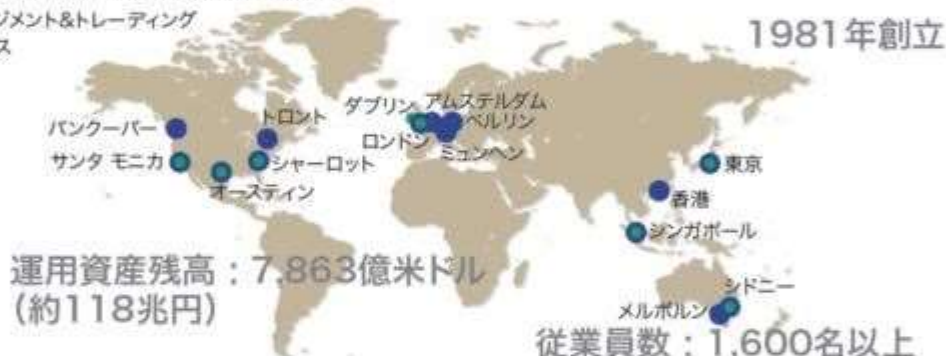 ジメント&トレーディング
ス
1981年創立
ダブリン
アムステルダム
バンクーバー
トロント
ベルリン
ロンドン
ミュンヘン
サンタ モニカ
シャーロット
東京
オースティン
香港
シンガポール
運用資産残高:7,863億米ドル
(約118兆円)
シドニー
メルボルン
従業員数:1,600名以上